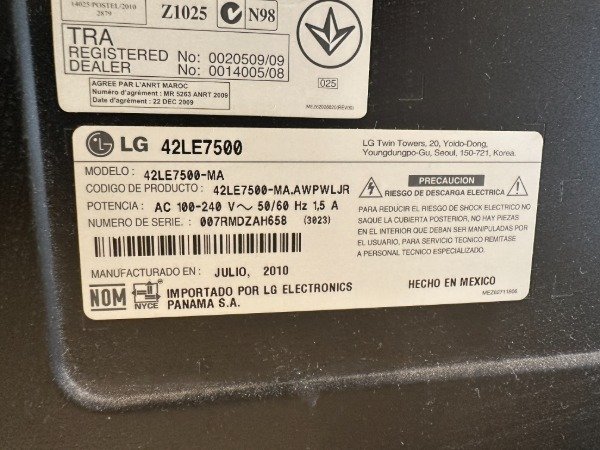 14025/POSTEL/2010
2879
Z1025
N98
TRA
REGISTERED No: 0020509/09
DEALER No: 0014005/08
025
AGREE PAR L'ANRT MAROC
Numéro d'agrément : MR 5263 ANRT 2009
Date d'agrément : 22 DEC 2009
LG 42LE7500
LG Twin Towers, 20, Yoido-Dong,
Youngdungpo-Gu, Seoul, 150-721, Korea.
MODELO : 42LE7500-MA
CODIGO DE PRODUCTO : 42LE7500-MA.AWPWLJR
POTENCIA : AC 100-240 V~ 50/60 Hz 1,5 A
NUMERO DE SERIE : 007RMDZAH658 (3023)
MANUFACTURADO EN : JULIO, 2010
NOM NYCE
IMPORTADO POR LG ELECTRONICS
PANAMA S.A.
PRECAUCION
RIESGO DE DESCARGA ELECTRICA
PARA REDUCIR EL RIESGO DE SHOCK ELECTRICO NO
SAQUE LA CUBIERTA POSTERIOR, NO HAY PIEZAS EN
EL INTERIOR QUE DEBAN SER MANIPULADAS POR
EL USUARIO. PARA SERVICIO TECNICO REMITASE
A PERSONAL TECNICO ESPECIALIZADO.
HECHO EN MEXICO